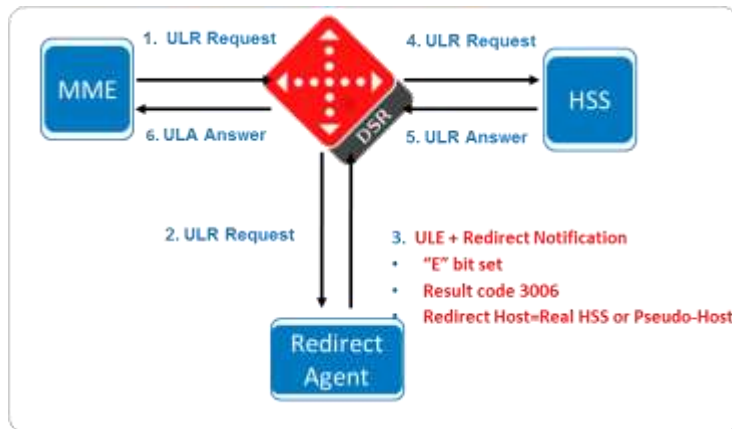 1. ULR Request
4. ULR Request
MME
HSS
DSR
6. ULA Answer
5. ULR Answer
2. ULR Request
3. ULE + Redirect Notification
• "E" bit set
• Result code 3006
• Redirect Host=Real HSS or Pseudo-Host
Redirect
Agent